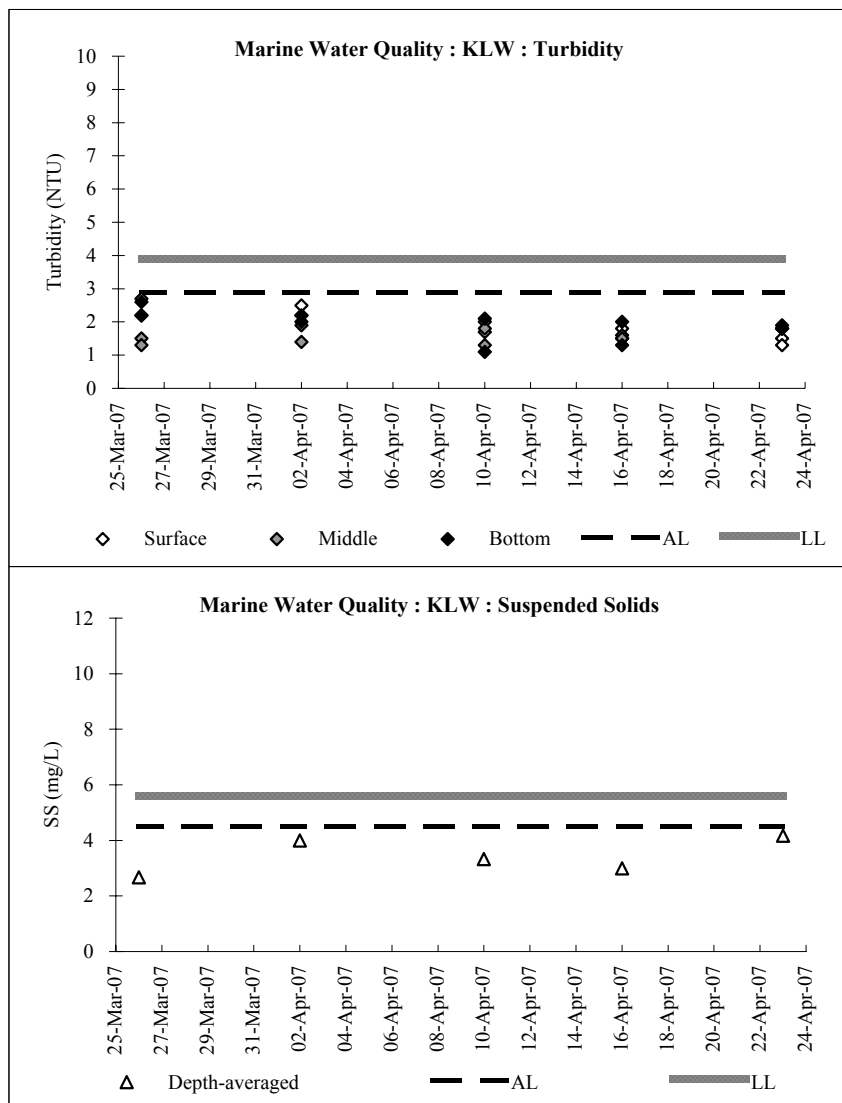 Marine Water Quality : KLW : Turbidity
10
9
8
7
6
5
4
3
2
1
0
Turbidity (NTU)
25-Mar-07
27-Mar-07
29-Mar-07
31-Mar-07
02-Apr-07
04-Apr-07
06-Apr-07
08-Apr-07
10-Apr-07
12-Apr-07
14-Apr-07
16-Apr-07
18-Apr-07
20-Apr-07
22-Apr-07
24-Apr-07
Surface Middle Bottom AL LL
Marine Water Quality : KLW : Suspended Solids
12
10
8
6
4
2
0
SS (mg/L)
25-Mar-07
27-Mar-07
29-Mar-07
31-Mar-07
02-Apr-07
04-Apr-07
06-Apr-07
08-Apr-07
10-Apr-07
12-Apr-07
14-Apr-07
16-Apr-07
18-Apr-07
20-Apr-07
22-Apr-07
24-Apr-07
Depth-averaged AL LL